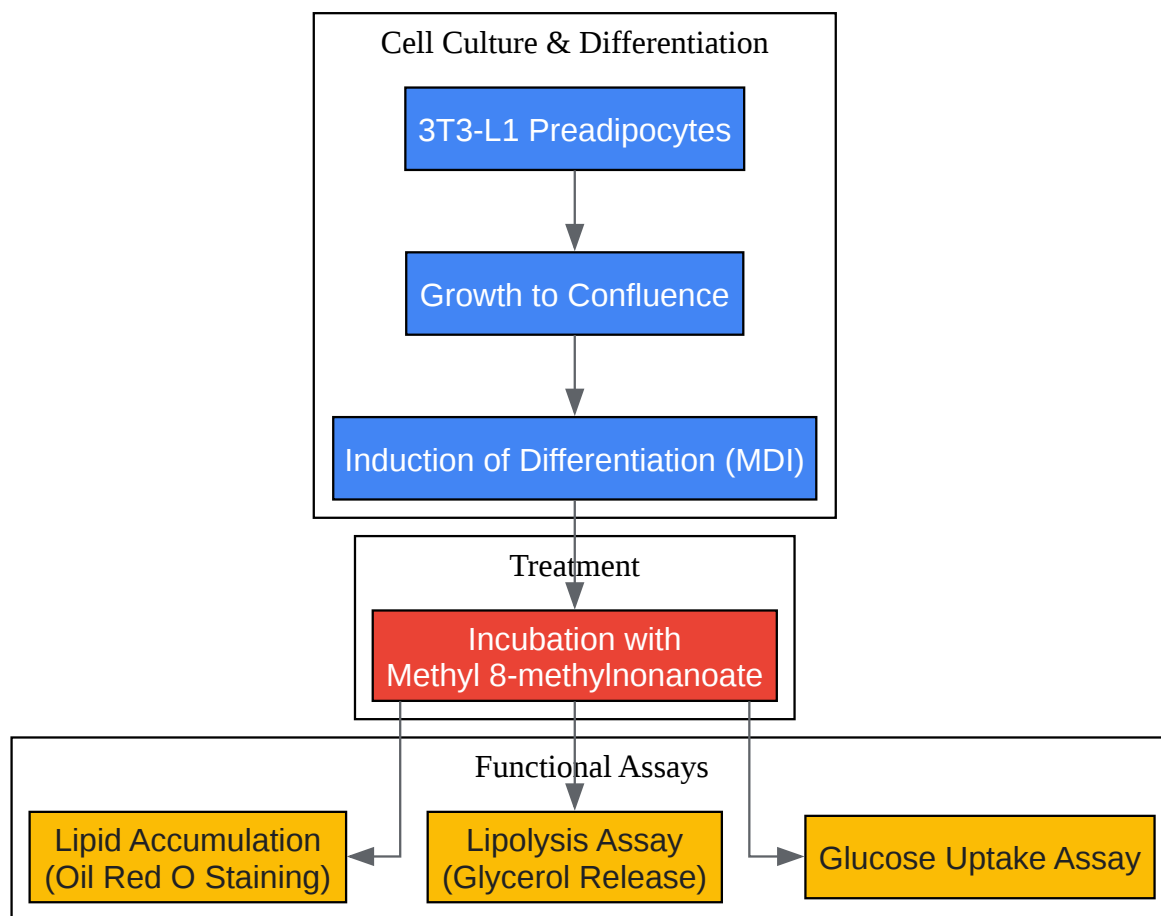 Cell Culture & Differentiation
3T3-L1 Preadipocytes
Growth to Confluence
Induction of Differentiation (MDI)
Treatment
Incubation with
Methyl 8-methylnonanoate
Functional Assays
Lipid Accumulation
(Oil Red O Staining)
Lipolysis Assay
(Glycerol Release)
Glucose Uptake Assay